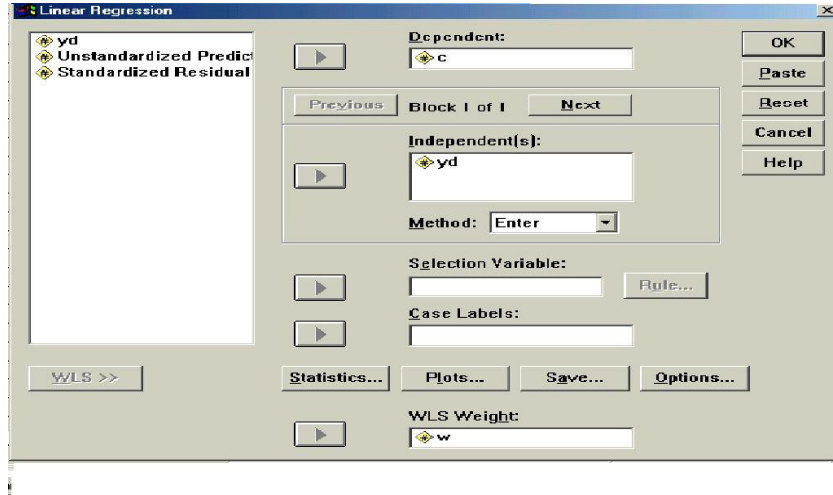 Linear Regression
yd
Unstandardized Predict
Standardized Residual
Dependent:
c
Previous
Block 1 of 1
Next
Independent(s):
yd
Method:
Enter
Selection Variable:
Rule...
Case Labels:
WLS >>
Statistics...
Plots...
Save...
Options...
WLS Weight:
w
OK
Paste
Reset
Cancel
Help